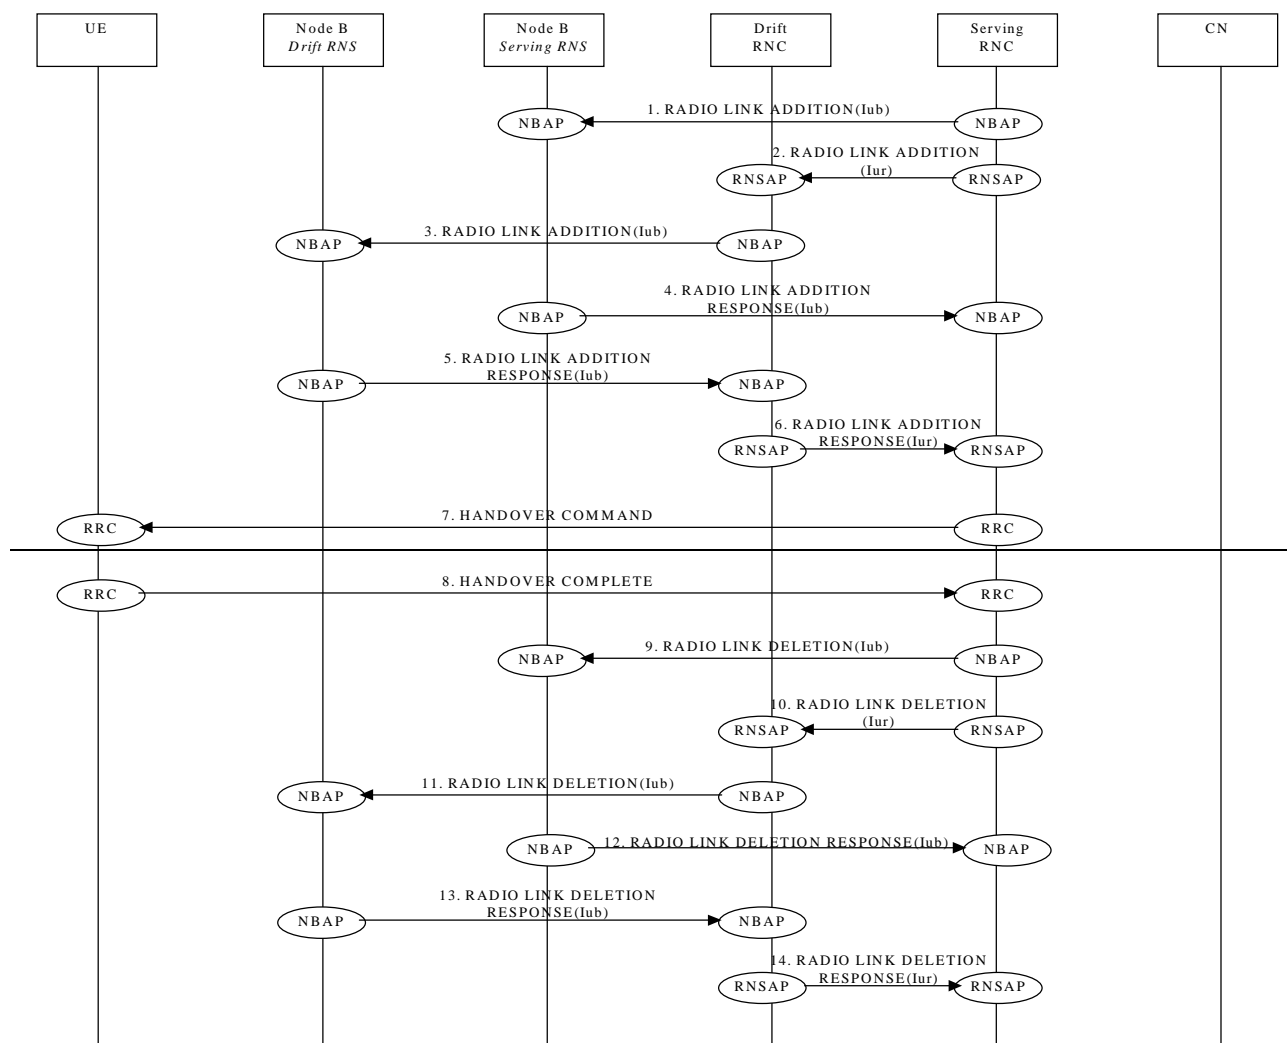 UE
Node B
Drift RNS
Node B
Serving RNS
Drift
RNC
Serving
RNC
CN
1. RADIO LINK ADDITION(Iub)
NBAP
NBAP
2. RADIO LINK ADDITION
(Iur)
RNSAP
RNSAP
3. RADIO LINK ADDITION(Iub)
NBAP
NBAP
4. RADIO LINK ADDITION
RESPONSE(Iub)
NBAP
NBAP
5. RADIO LINK ADDITION
RESPONSE(Iub)
NBAP
NBAP
6. RADIO LINK ADDITION
RESPONSE(Iur)
RNSAP
RNSAP
7. HANDOVER COMMAND
RRC
RRC
8. HANDOVER COMPLETE
RRC
RRC
9. RADIO LINK DELETION(Iub)
NBAP
NBAP
10. RADIO LINK DELETION
(Iur)
RNSAP
RNSAP
11. RADIO LINK DELETION(Iub)
NBAP
NBAP
12. RADIO LINK DELETION RESPONSE(Iub)
NBAP
NBAP
13. RADIO LINK DELETION
RESPONSE(Iub)
NBAP
NBAP
14. RADIO LINK DELETION
RESPONSE(Iur)
RNSAP
RNSAP